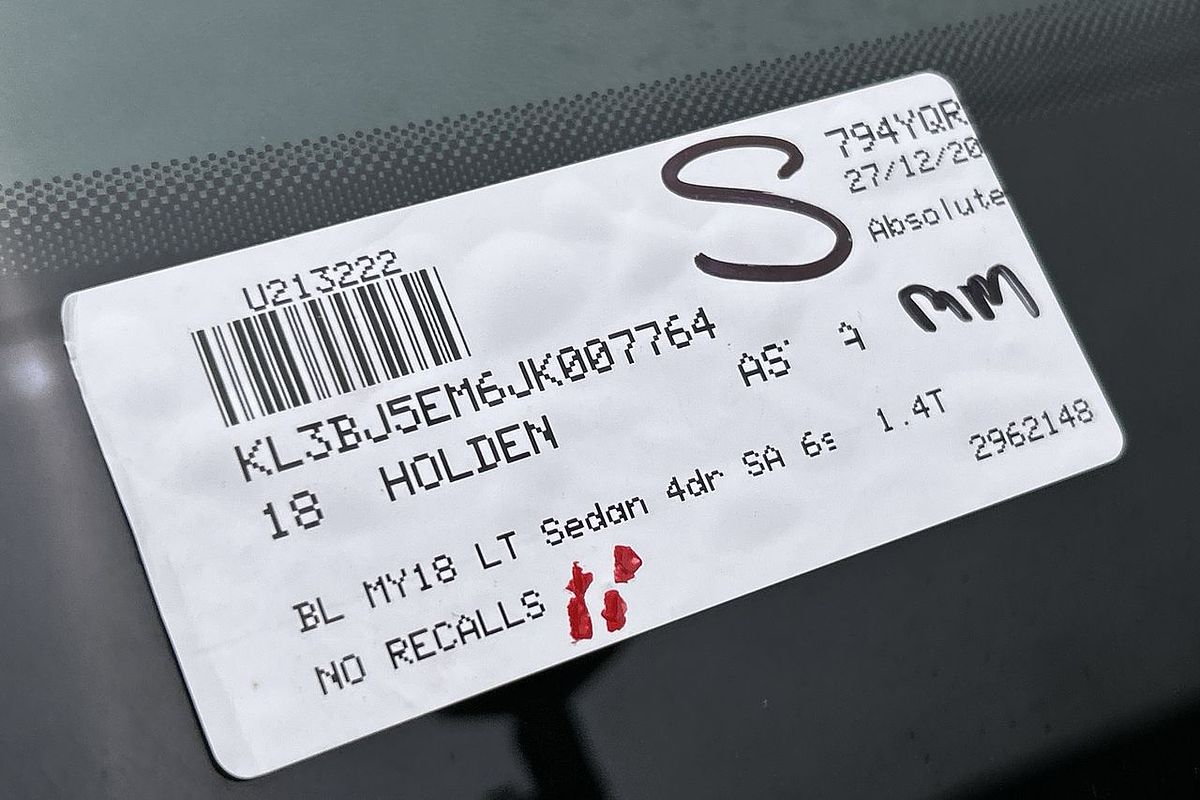 794YQR
27/12/20
Absolute
S
U213222
MM
KL3BJ5EM6JK007764
18 HOLDEN AS
BL MY18 LT Sedan 4dr SA 6s 1.4T
2962148
NO RECALLS